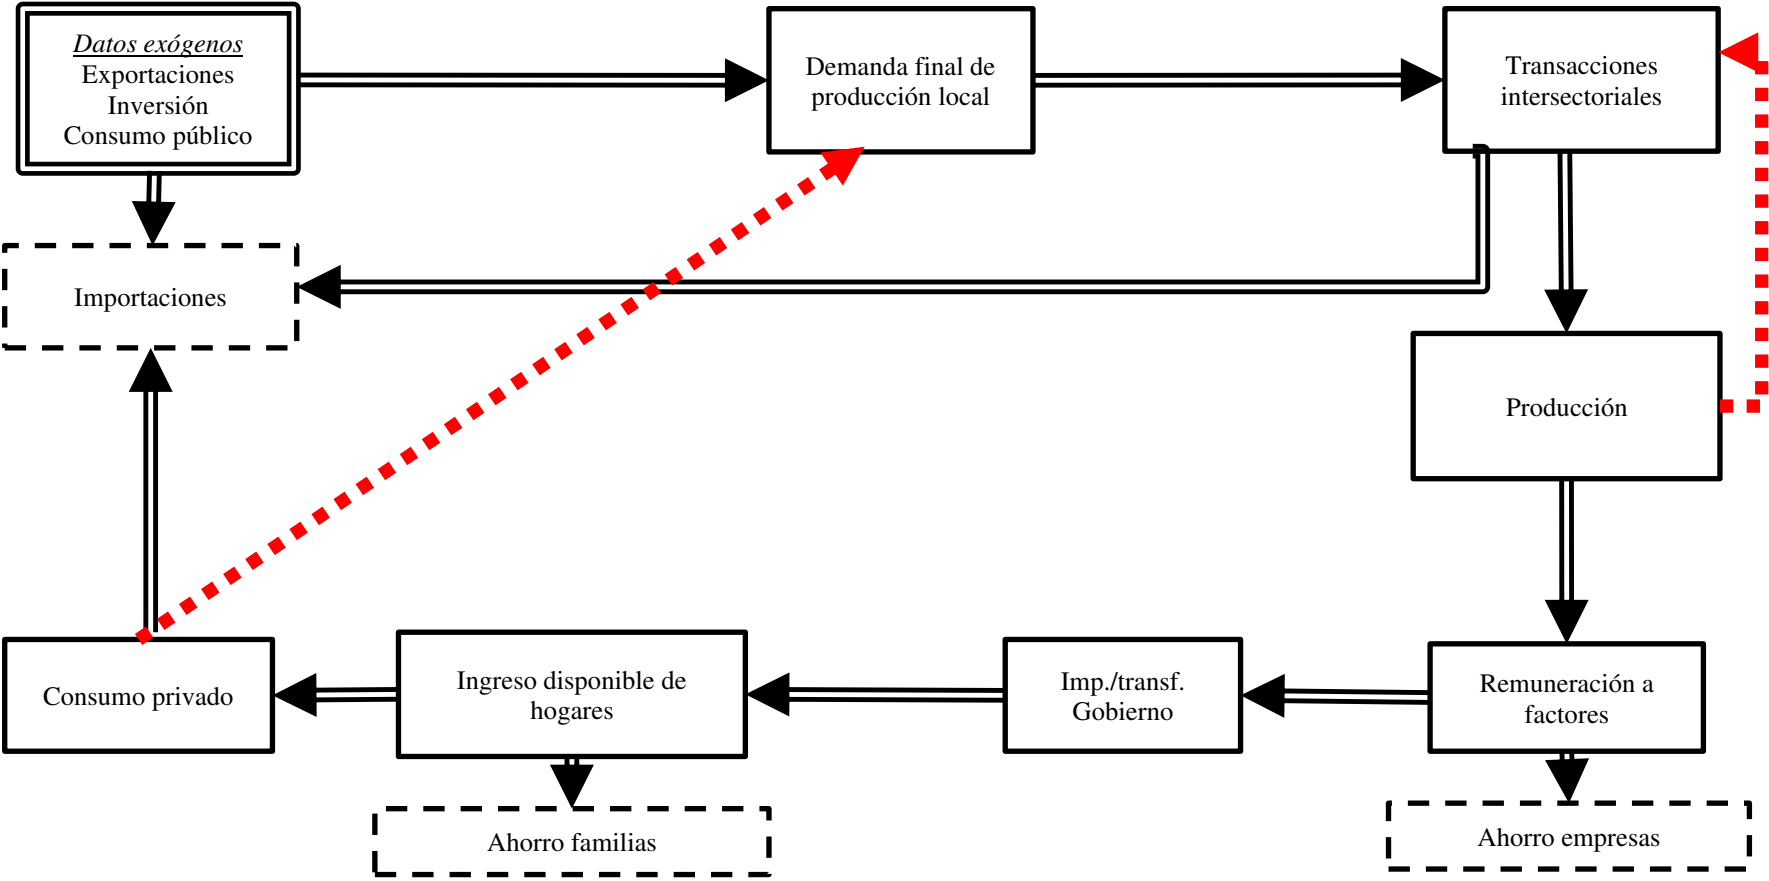 Datos exógenos
Exportaciones
Inversión
Consumo público
Demanda final de
producción local
Transacciones
intersectoriales
Importaciones
Producción
Consumo privado
Ingreso disponible de
hogares
Imp./transf.
Gobierno
Remuneración a
factores
Ahorro familias
Ahorro empresas